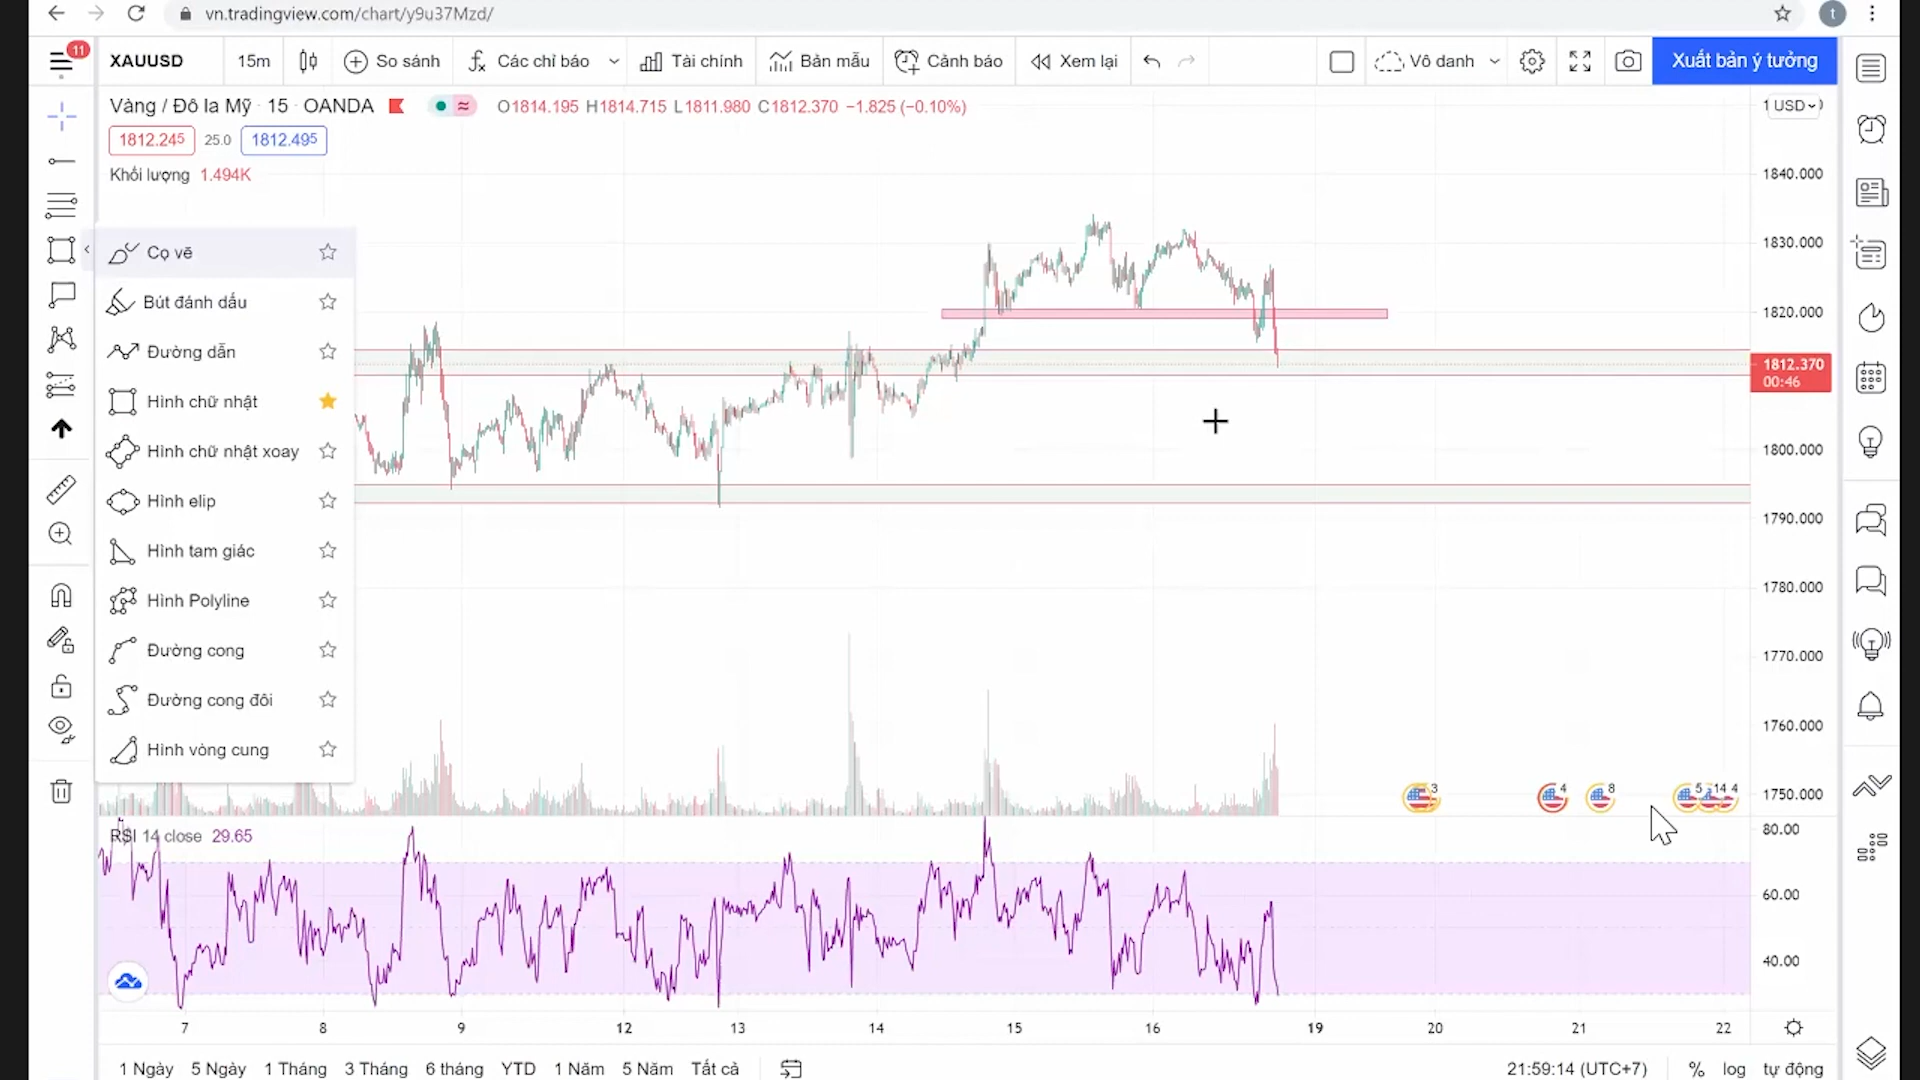 vn.tradingview.com/chart/y9u37Mzd/
t
11
XAUUSD 15m So sánh Các chỉ báo Tài chính Bản mẫu Cảnh báo Xem lại Vô danh Xuất bản ý tưởng
Vàng / Đô la Mỹ · 15 · OANDA O1814.195 H1814.715 L1811.980 C1812.370 −1.825 (−0.10%)
USD
1812.245 25.0 1812.495
Khối lượng 1.494K
1840.000
1830.000
1820.000
1812.370
00:46
1800.000
1790.000
1780.000
1770.000
1760.000
1750.000
Cọ vẽ
Bút đánh dấu
Đường dẫn
Hình chữ nhật
Hình chữ nhật xoay
Hình elip
Hình tam giác
Hình Polyline
Đường cong
Đường cong đôi
Hình vòng cung
3 4 8 5 14 4
RSI 14 close 29.65
80.00
60.00
40.00
7 8 9 12 13 14 15 16 19 20 21 22
1 Ngày 5 Ngày 1 Tháng 3 Tháng 6 tháng YTD 1 Năm 5 Năm Tất cả 21:59:14 (UTC+7) % log tự động